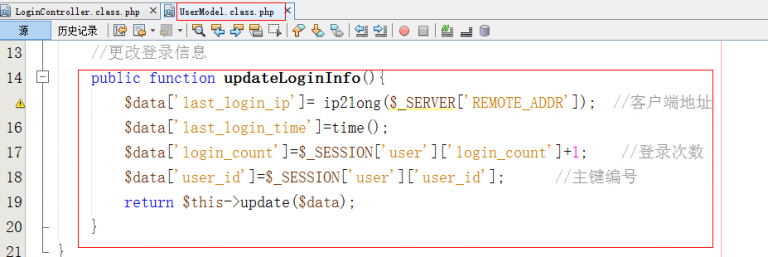 LoginController.class.php UserModel.class.php
源 历史记录
13 //更改登录信息
14 public function updateLoginInfo(){
$data['last_login_ip']= ip2long($_SERVER['REMOTE_ADDR']); //客户端地址
16 $data['last_login_time']=time();
17 $data['login_count']=$_SESSION['user']['login_count']+1; //登录次数
18 $data['user_id']=$_SESSION['user']['user_id']; //主键编号
19 return $this->update($data);
20 }
21 }